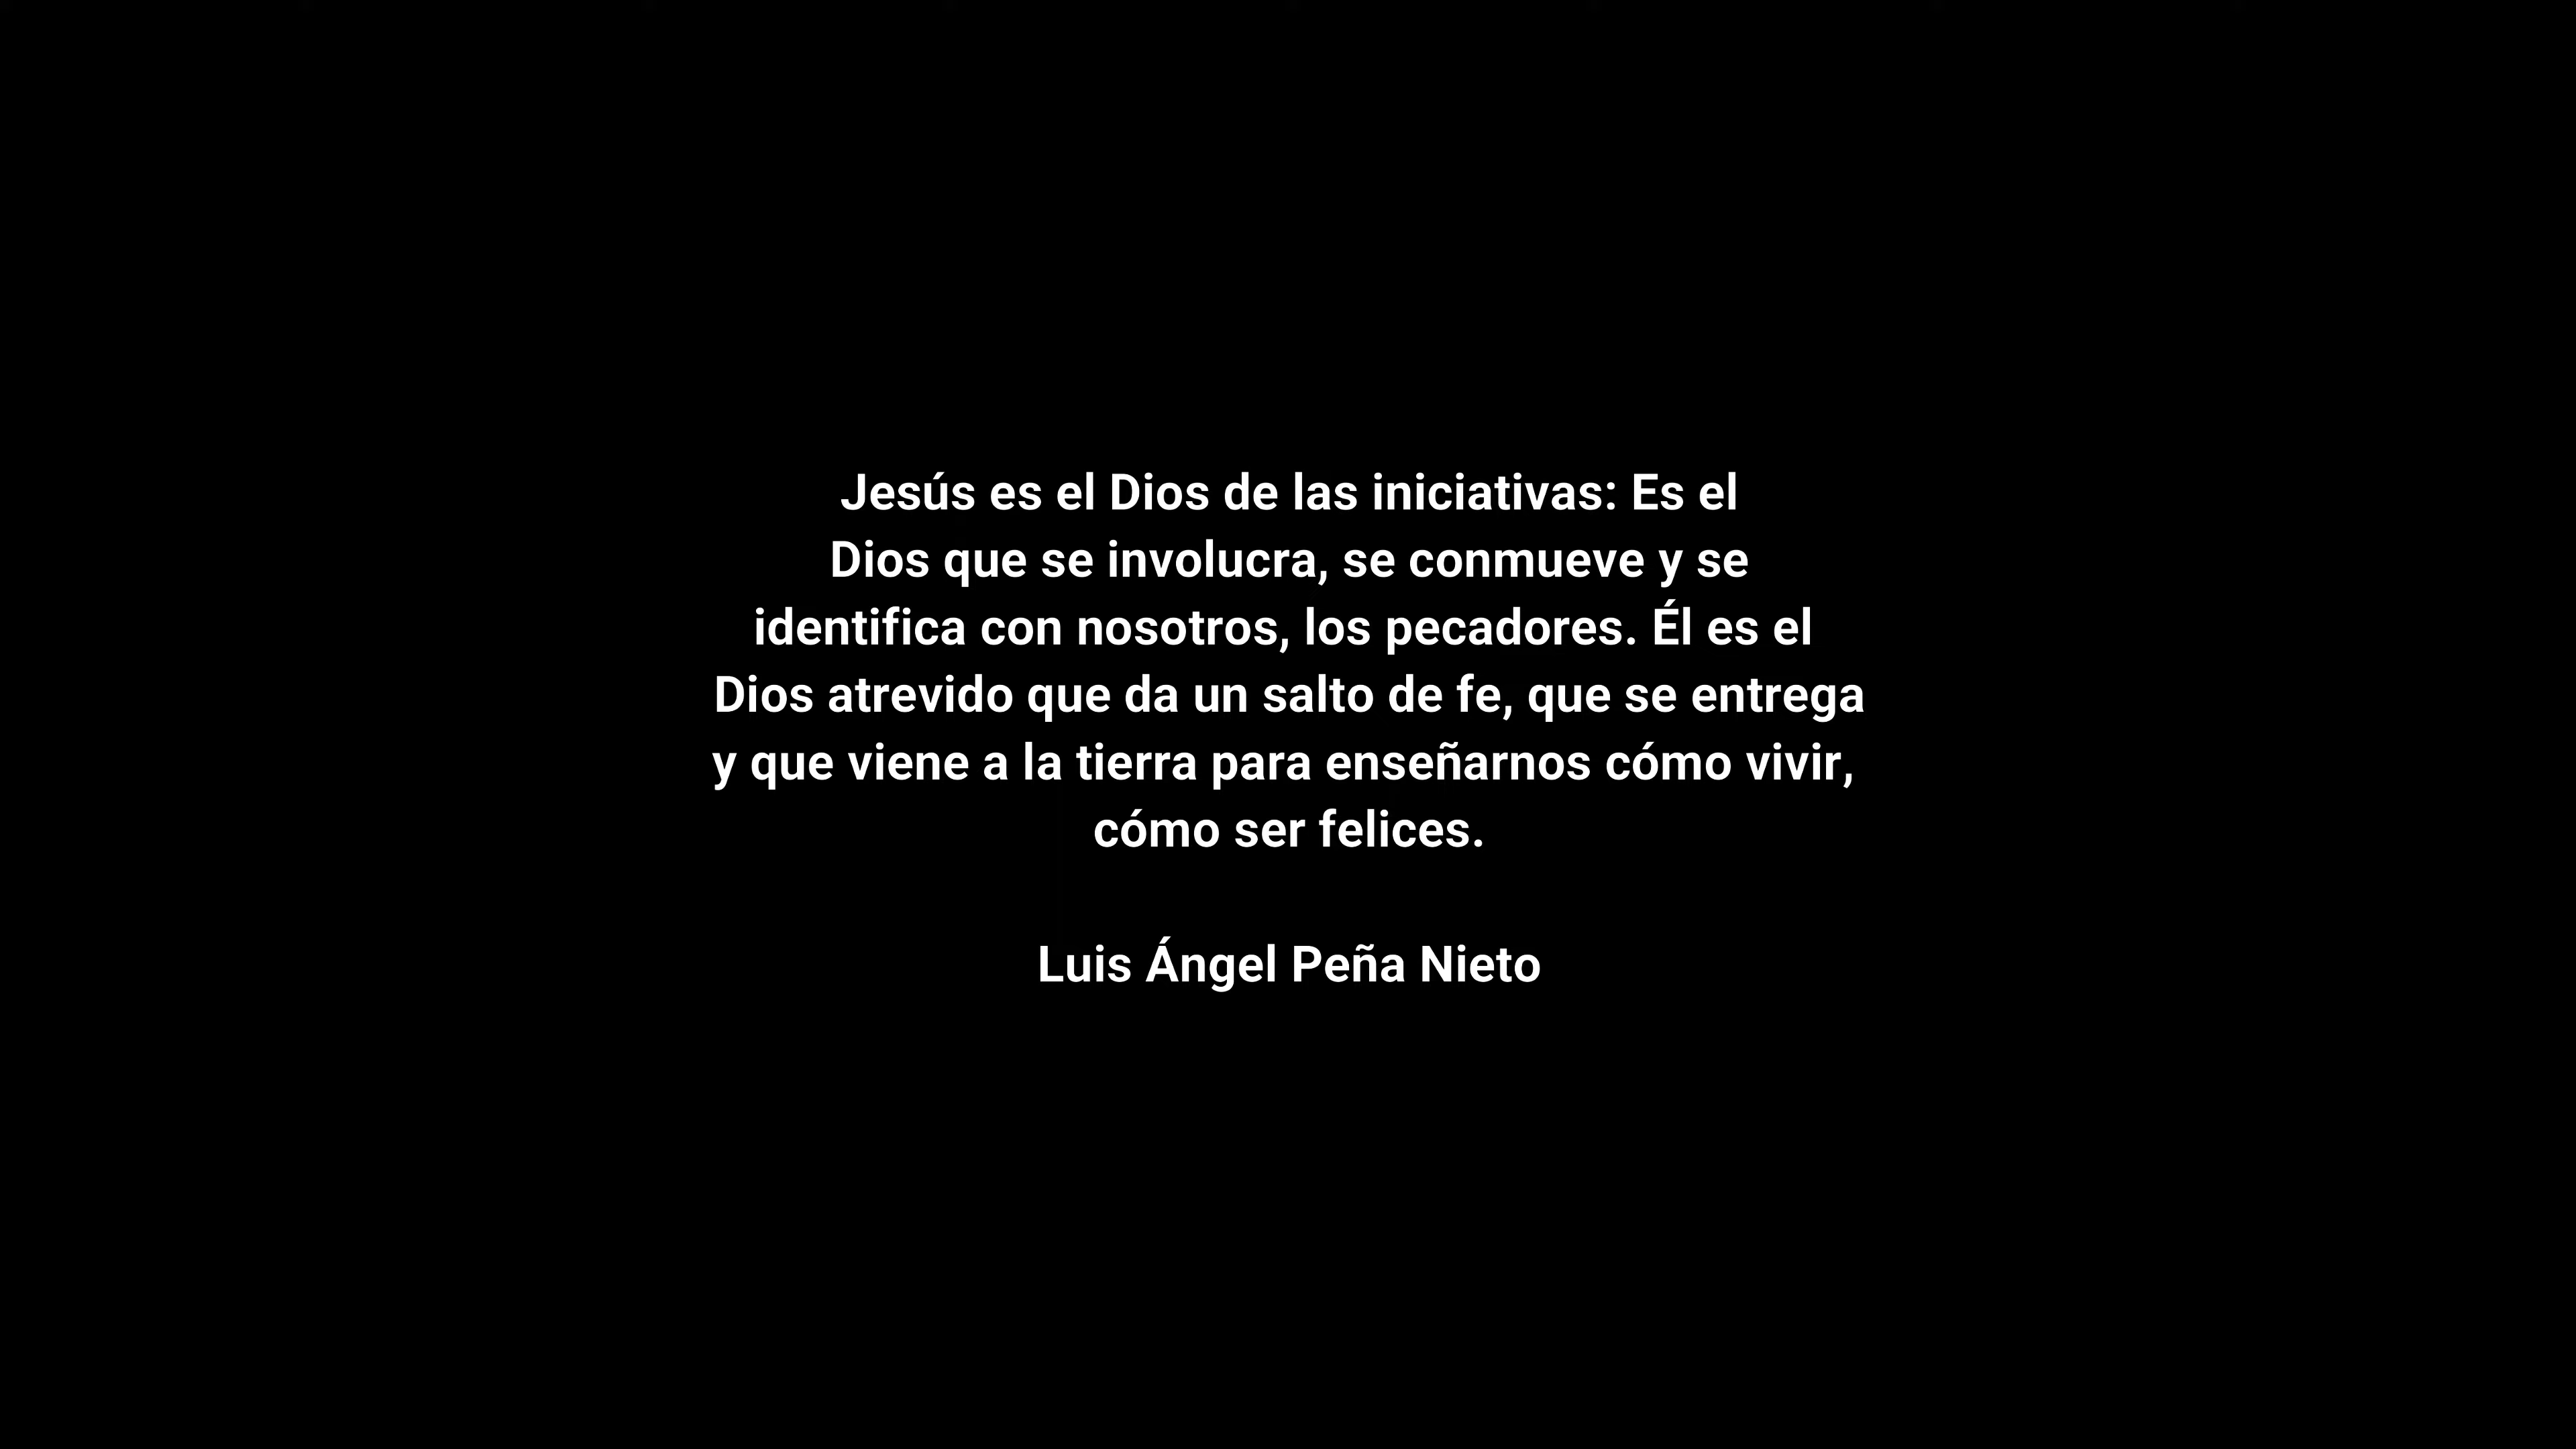 Jesús es el Dios de las iniciativas: Es el
Dios que se involucra, se conmueve y se
identifica con nosotros, los pecadores. Él es el
Dios atrevido que da un salto de fe, que se entrega
y que viene a la tierra para enseñarnos cómo vivir,
cómo ser felices.
Luis Ángel Peña Nieto